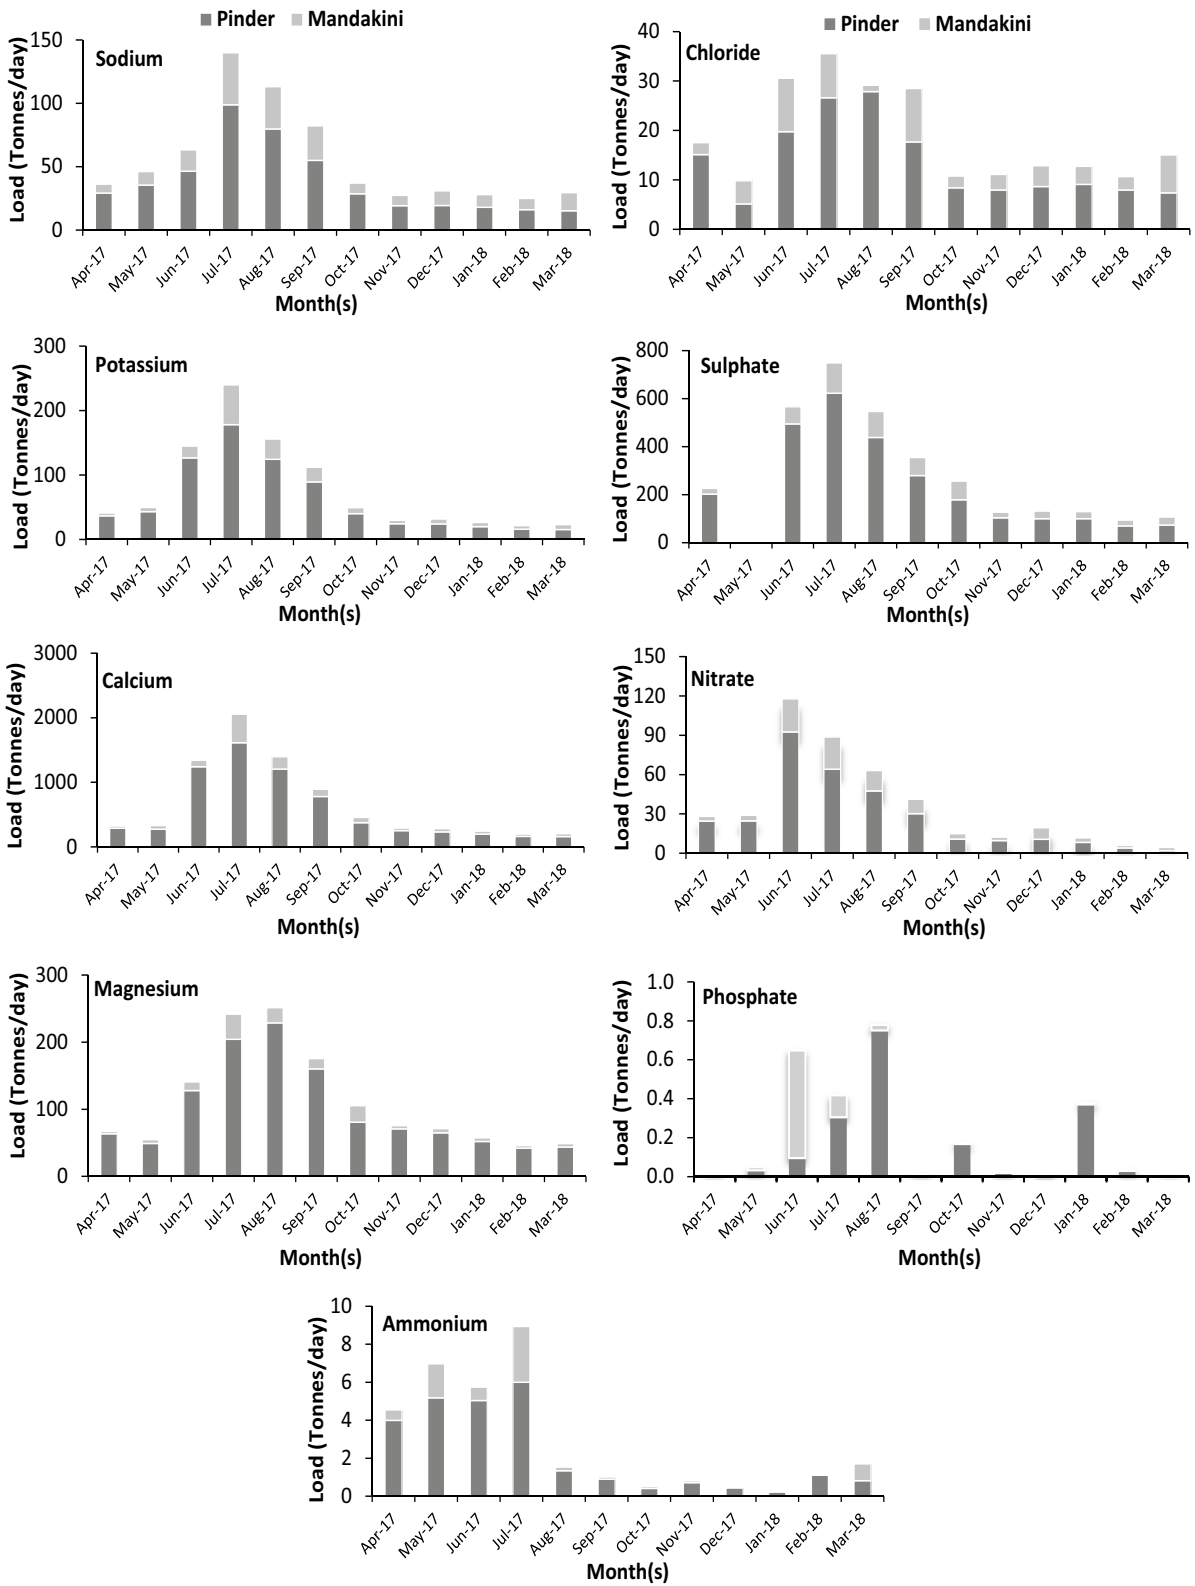 Pinder Mandakini
Sodium
Load (Tonnes/day)
150
100
50
0
Apr-17 May-17 Jun-17 Jul-17 Aug-17 Sep-17 Oct-17 Nov-17 Dec-17 Jan-18 Feb-18 Mar-18
Month(s)
Pinder Mandakini
Chloride
Load (Tonnes/day)
40
30
20
10
0
Apr-17 May-17 Jun-17 Jul-17 Aug-17 Sep-17 Oct-17 Nov-17 Dec-17 Jan-18 Feb-18 Mar-18
Month(s)
Potassium
Load (Tonnes/day)
300
200
100
0
Apr-17 May-17 Jun-17 Jul-17 Aug-17 Sep-17 Oct-17 Nov-17 Dec-17 Jan-18 Feb-18 Mar-18
Month(s)
Sulphate
Load (Tonnes/day)
800
600
400
200
0
Apr-17 May-17 Jun-17 Jul-17 Aug-17 Sep-17 Oct-17 Nov-17 Dec-17 Jan-18 Feb-18 Mar-18
Month(s)
Calcium
Load (Tonnes/day)
3000
2000
1000
0
Apr-17 May-17 Jun-17 Jul-17 Aug-17 Sep-17 Oct-17 Nov-17 Dec-17 Jan-18 Feb-18 Mar-18
Month(s)
Nitrate
Load (Tonnes/day)
150
120
90
60
30
0
Apr-17 May-17 Jun-17 Jul-17 Aug-17 Sep-17 Oct-17 Nov-17 Dec-17 Jan-18 Feb-18 Mar-18
Month(s)
Magnesium
Load (Tonnes/day)
300
200
100
0
Apr-17 May-17 Jun-17 Jul-17 Aug-17 Sep-17 Oct-17 Nov-17 Dec-17 Jan-18 Feb-18 Mar-18
Month(s)
Phosphate
Load (Tonnes/day)
1.0
0.8
0.6
0.4
0.2
0.0
Apr-17 May-17 Jun-17 Jul-17 Aug-17 Sep-17 Oct-17 Nov-17 Dec-17 Jan-18 Feb-18 Mar-18
Month(s)
Ammonium
Load (Tonnes/day)
10
8
6
4
2
0
Apr-17 May-17 Jun-17 Jul-17 Aug-17 Sep-17 Oct-17 Nov-17 Dec-17 Jan-18 Feb-18 Mar-18
Month(s)